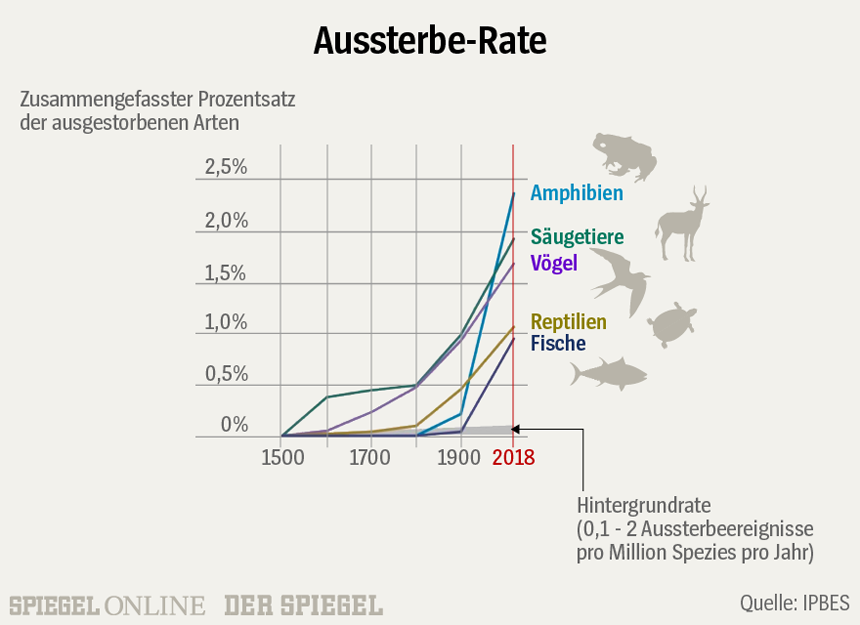 Aussterbe-Rate
Zusammengefasster Prozentsatz
der ausgestorbenen Arten
2,5%
2,0%
1,5%
1,0%
0,5%
0%
Amphibien
Säugetiere
Vögel
Reptilien
Fische
1500 1700 1900 2018
Hintergrundrate
(0,1 - 2 Aussterbeereignisse
pro Million Spezies pro Jahr)
SPIEGEL ONLINE DER SPIEGEL
Quelle: IPBES